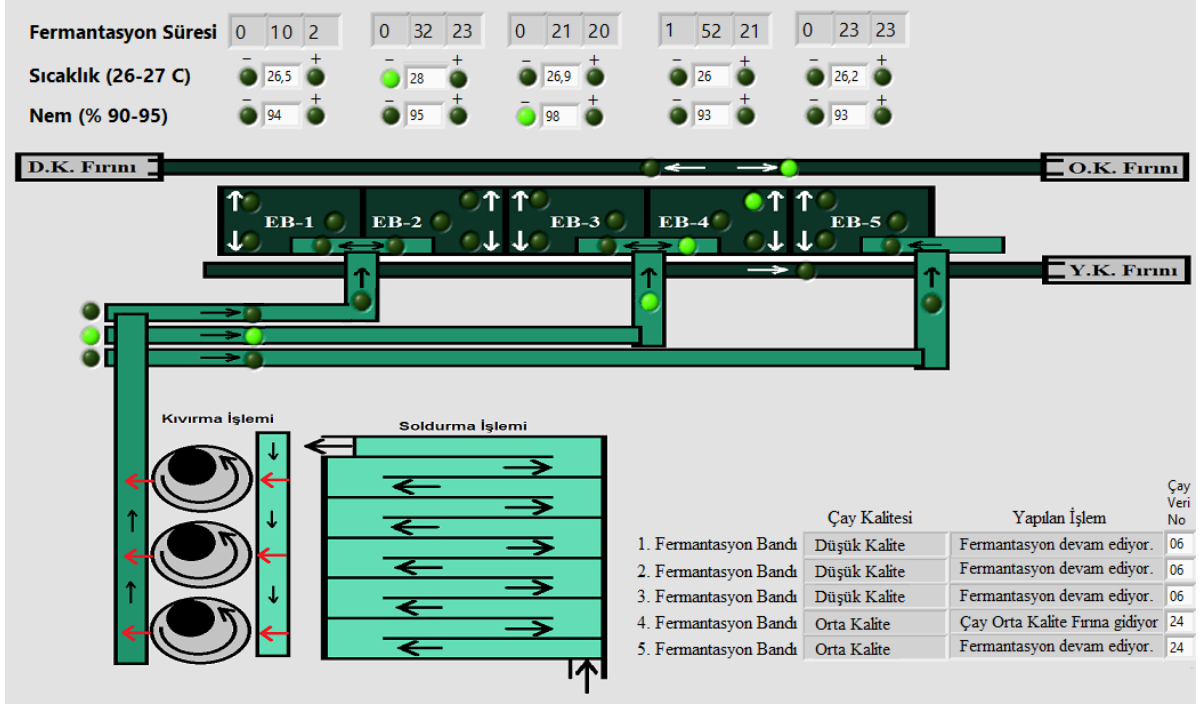 Fermantasyon Süresi 0 10 2 0 32 23 0 21 20 1 52 21 0 23 23
- + - + - + - + - +
Sıcaklık (26-27 C) 26,5 28 26,9 26 26,2
- + - + - + - + - +
Nem (% 90-95) 94 95 98 93 93
D.K. Fırını O.K. Fırını
EB-1 EB-2 EB-3 EB-4 EB-5
Y.K. Fırını
Kıvırma İşlemi Soldurma İşlemi
Çay Kalitesi Yapılan İşlem Çay Veri No
1. Fermantasyon Bandı Düşük Kalite Fermantasyon devam ediyor. 06
2. Fermantasyon Bandı Düşük Kalite Fermantasyon devam ediyor. 06
3. Fermantasyon Bandı Düşük Kalite Fermantasyon devam ediyor. 06
4. Fermantasyon Bandı Orta Kalite Çay Orta Kalite Fırına gidiyor 24
5. Fermantasyon Bandı Orta Kalite Fermantasyon devam ediyor. 24